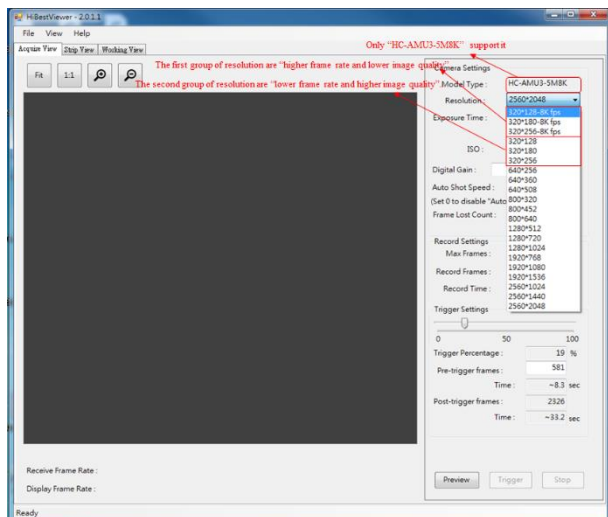 HiBestViewer - 2.0.1.1
File View Help
Only “HC-AMU3-5M8K” support it
Acquire View Strip View Working View
The first group of resolution are “higher frame rate and lower image quality”
Camera Settings
Fit 1:1
The second group of resolution are “lower frame rate and higher image quality”
Model Type : HC-AMU3-5M8K
Resolution : 2560*2048
Exposure Time :
320*128-8K fps
320*180-8K fps
320*256-8K fps
320*128
ISO : 320*180
320*256
Digital Gain : 640*256
640*360
Auto Shot Speed : 640*508
(Set 0 to disable "Auto 800*320
800*452
Frame Lost Count : 800*640
1280*512
Record Settings 1280*720
1280*1024
Max Frames : 1920*768
1920*1080
Record Frames : 1920*1536
Record Time : 2560*1024
2560*1440
Trigger Settings 2560*2048
0 50 100
Trigger Percentage : 19 %
Pre-trigger frames : 581
Time : ~8.3 sec
Post-trigger frames : 2326
Time : ~33.2 sec
Receive Frame Rate :
Preview Trigger Stop
Display Frame Rate :
Ready